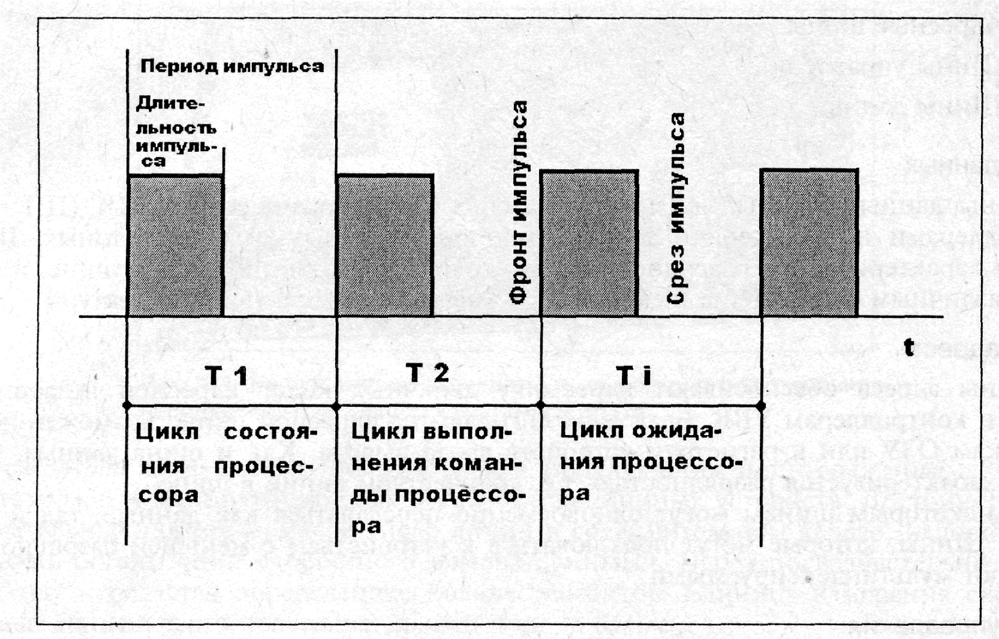 Период импульса
Длите-
льность
импуль-
са
Фронт импульса
Срез импульса
t
T 1
T 2
T i
Цикл состоя-
ния процес-
сора
Цикл выпол-
нения коман-
ды процессо-
ра
Цикл ожида-
ния процессо-
ра